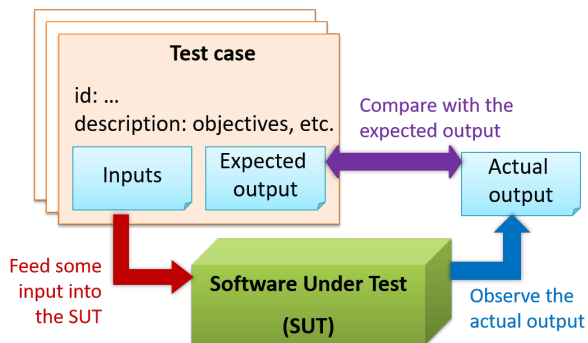 Test case
id: ...
description: objectives, etc.
Inputs
Expected
output
Compare with the
expected output
Actual
output
Feed some
input into
the SUT
Software Under Test
(SUT)
Observe the
actual output